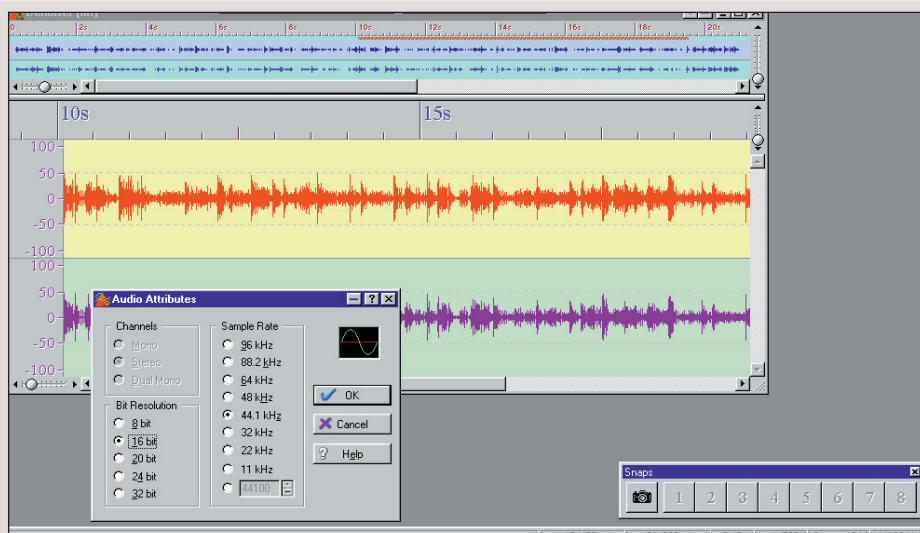 0 2s 4s 6s 8s 10s 12s 14s 16s 18s 20s
10s 15s
100
50
0
-50
-100
100
50
0
-50
-100
Audio Attributes
Channels
Mono
Stereo
Dual Mono
Bit Resolution
8 bit
16 bit
20 bit
24 bit
32 bit
Sample Rate
96 kHz
88.2 kHz
64 kHz
48 kHz
44.1 kHz
32 kHz
22 kHz
11 kHz
44100
OK
Cancel
Help
Snaps
1 2 3 4 5 6 7 8